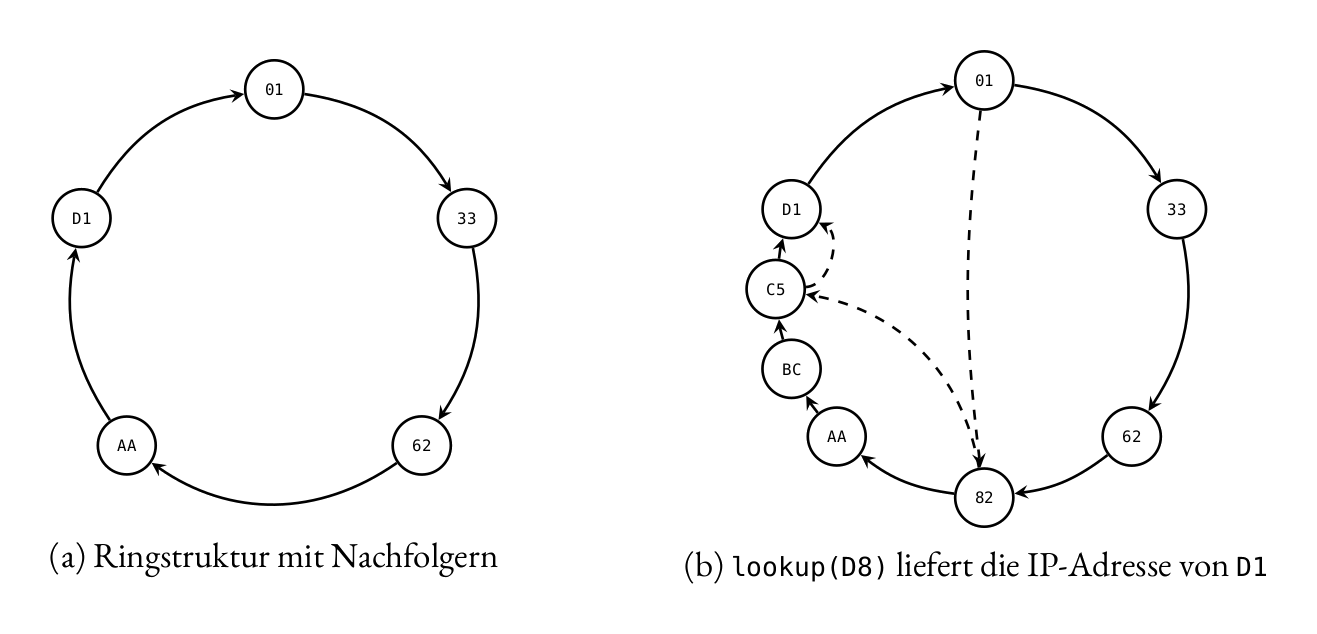 01
33
62
AA
D1
(a) Ringstruktur mit Nachfolgern
01
33
62
82
AA
BC
C5
D1
(b) lookup(D8) liefert die IP-Adresse von D1